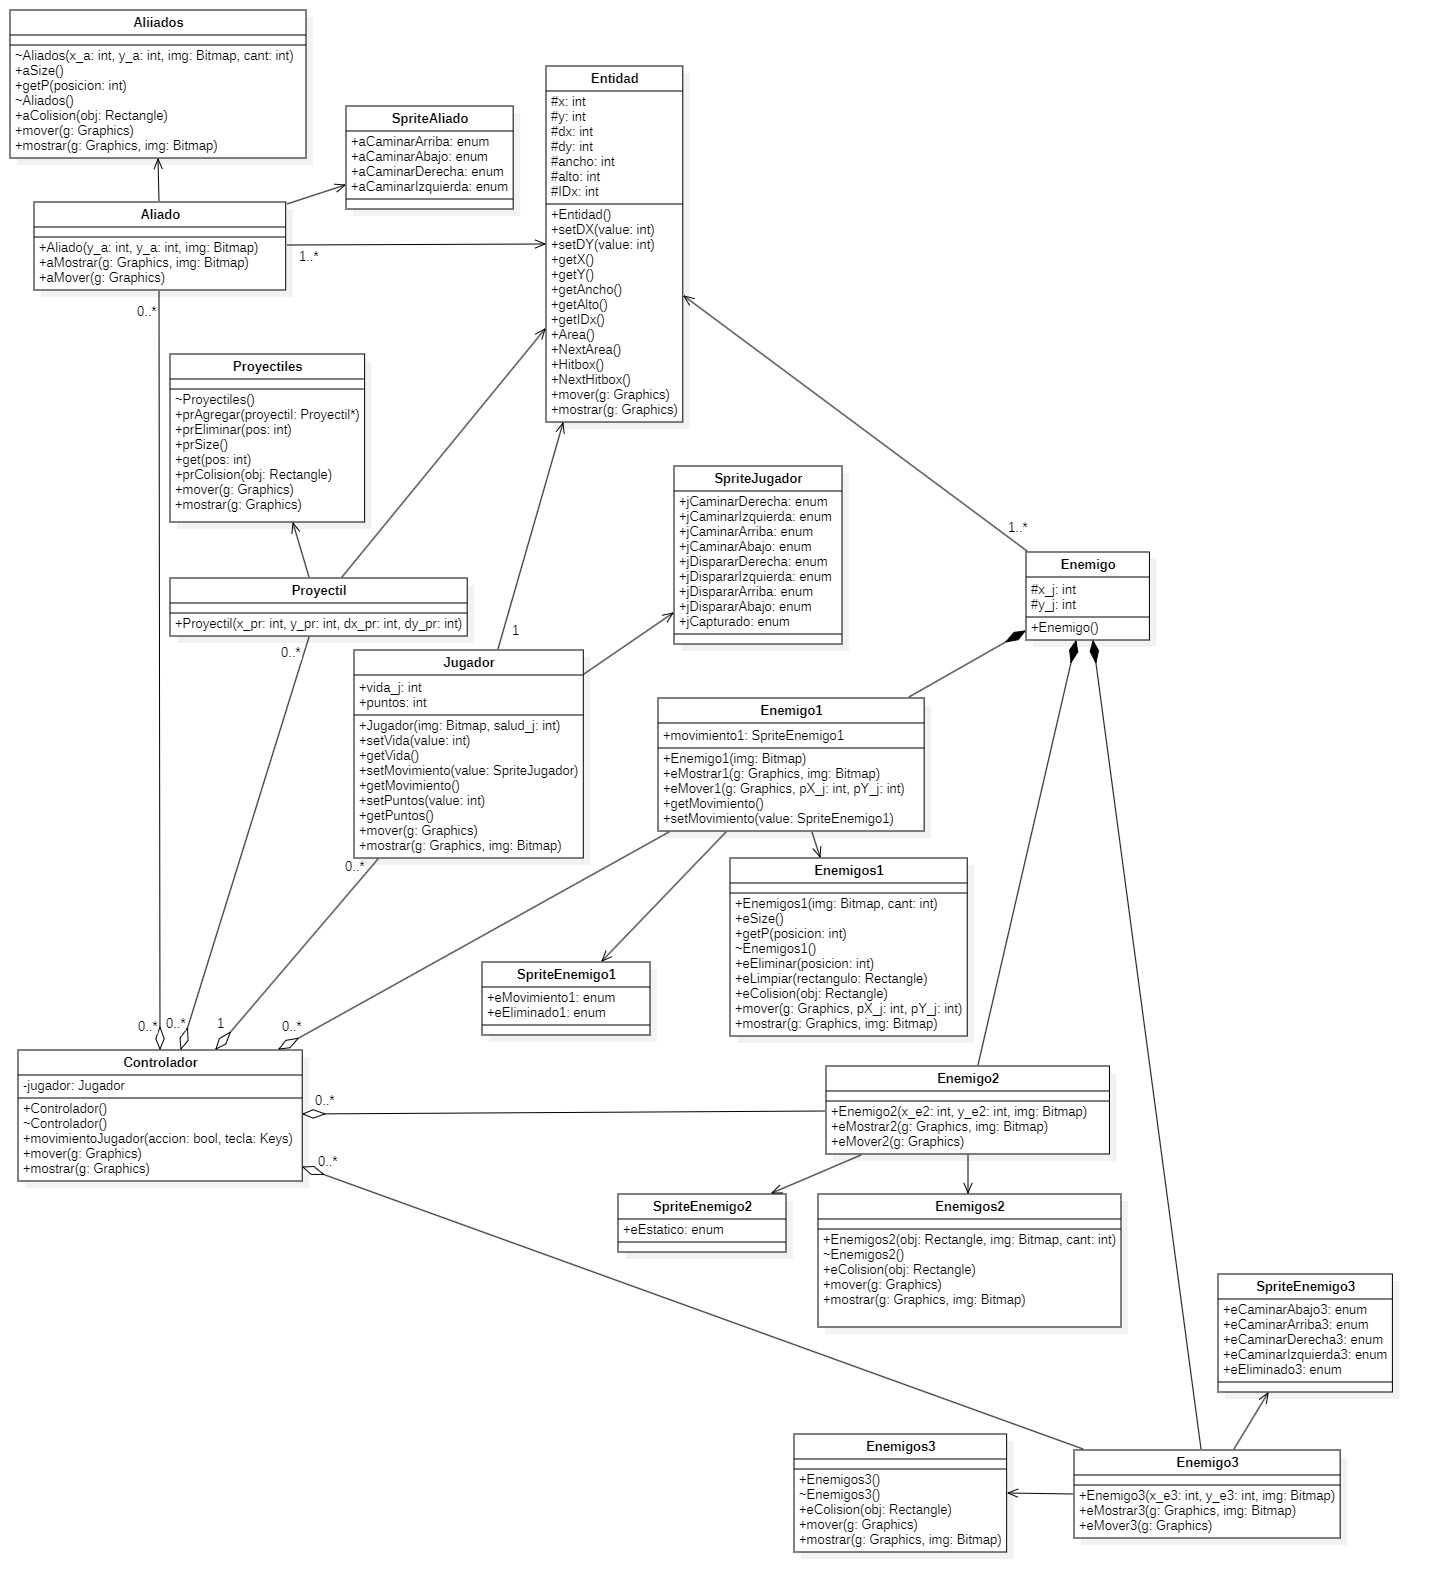 Aliiados
~Aliados(x_a: int, y_a: int, img: Bitmap, cant: int)
+aSize()
+getP(posicion: int)
~Aliados()
+aColision(obj: Rectangle)
+mover(g: Graphics)
+mostrar(g: Graphics, img: Bitmap)
SpriteAliado
+aCaminarArriba: enum
+aCaminarAbajo: enum
+aCaminarDerecha: enum
+aCaminarIzquierda: enum
Entidad
#x: int
#y: int
#dx: int
#dy: int
#ancho: int
#alto: int
#IDx: int
+Entidad()
+setDX(value: int)
+setDY(value: int)
+getX()
+getY()
+getAncho()
+getAlto()
+getIDx()
+Area()
+NextArea()
+Hitbox()
+NextHitbox()
+mover(g: Graphics)
+mostrar(g: Graphics)
Aliado
+Aliado(y_a: int, y_a: int, img: Bitmap)
+aMostrar(g: Graphics, img: Bitmap)
+aMover(g: Graphics)
1..*
0..*
Proyectiles
~Proyectiles()
+prAgregar(proyectil: Proyectil*)
+prEliminar(pos: int)
+prSize()
+get(pos: int)
+prColision(obj: Rectangle)
+mover(g: Graphics)
+mostrar(g: Graphics)
SpriteJugador
+jCaminarDerecha: enum
+jCaminarIzquierda: enum
+jCaminarArriba: enum
+jCaminarAbajo: enum
+jDispararDerecha: enum
+jDispararIzquierda: enum
+jDispararArriba: enum
+jDispararAbajo: enum
+jCapturado: enum
1..*
Enemigo
#x_j: int
#y_j: int
+Enemigo()
Proyectil
+Proyectil(x_pr: int, y_pr: int, dx_pr: int, dy_pr: int)
0..*
1
Jugador
+vida_j: int
+puntos: int
+Jugador(img: Bitmap, salud_j: int)
+setVida(value: int)
+getVida()
+setMovimiento(value: SpriteJugador)
+getMovimiento()
+setPuntos(value: int)
+getPuntos()
+mover(g: Graphics)
+mostrar(g: Graphics, img: Bitmap)
0..*
Enemigo1
+movimiento1: SpriteEnemigo1
+Enemigo1(img: Bitmap)
+eMostrar1(g: Graphics, img: Bitmap)
+eMover1(g: Graphics, pX_j: int, pY_j: int)
+getMovimiento()
+setMovimiento(value: SpriteEnemigo1)
Enemigos1
+Enemigos1(img: Bitmap, cant: int)
+eSize()
+getP(posicion: int)
~Enemigos1()
+eEliminar(posicion: int)
+eLimpiar(rectangulo: Rectangle)
+eColision(obj: Rectangle)
+mover(g: Graphics, pX_j: int, pY_j: int)
+mostrar(g: Graphics, img: Bitmap)
SpriteEnemigo1
+eMovimiento1: enum
+eEliminado1: enum
0..*
0..*
1
0..*
Controlador
-jugador: Jugador
+Controlador()
~Controlador()
+movimientoJugador(accion: bool, tecla: Keys)
+mover(g: Graphics)
+mostrar(g: Graphics)
0..*
0..*
Enemigo2
+Enemigo2(x_e2: int, y_e2: int, img: Bitmap)
+eMostrar2(g: Graphics, img: Bitmap)
+eMover2(g: Graphics)
SpriteEnemigo2
+eEstatico: enum
Enemigos2
+Enemigos2(obj: Rectangle, img: Bitmap, cant: int)
~Enemigos2()
+eColision(obj: Rectangle)
+mover(g: Graphics)
+mostrar(g: Graphics, img: Bitmap)
SpriteEnemigo3
+eCaminarAbajo3: enum
+eCaminarArriba3: enum
+eCaminarDerecha3: enum
+eCaminarIzquierda3: enum
+eEliminado3: enum
Enemigos3
+Enemigos3()
~Enemigos3()
+eColision(obj: Rectangle)
+mover(g: Graphics)
+mostrar(g: Graphics, img: Bitmap)
Enemigo3
+Enemigo3(x_e3: int, y_e3: int, img: Bitmap)
+eMostrar3(g: Graphics, img: Bitmap)
+eMover3(g: Graphics)